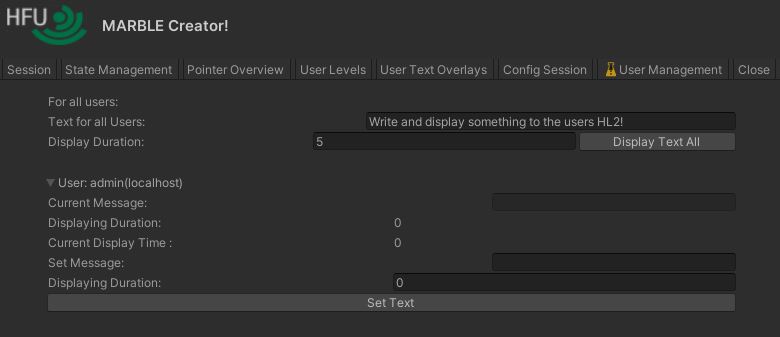 HFU
MARBLE Creator!
Session State Management Pointer Overview User Levels User Text Overlays Config Session User Management Close
For all users:
Text for all Users: Write and display something to the users HL2!
Display Duration: 5 Display Text All
User: admin(localhost)
Current Message:
Displaying Duration: 0
Current Display Time : 0
Set Message:
Displaying Duration: 0
Set Text